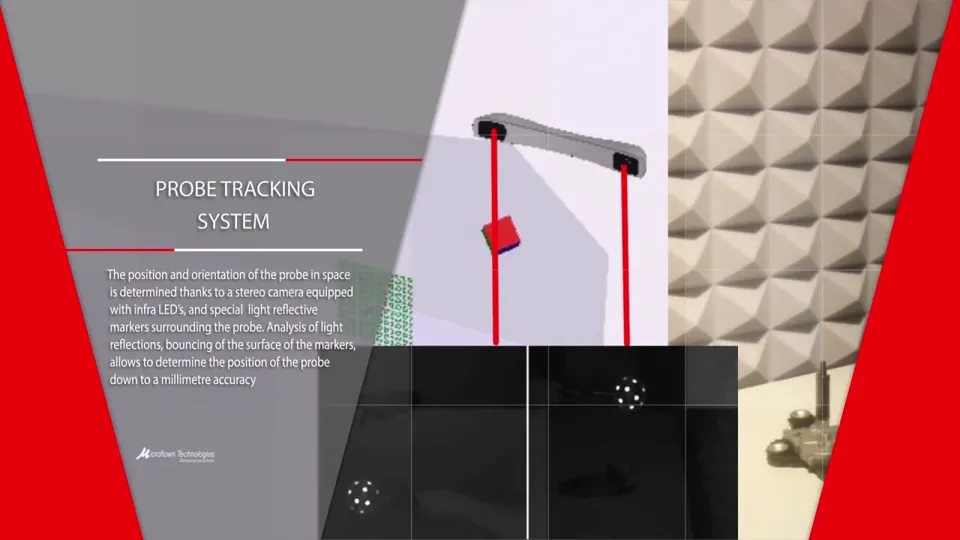 PROBE TRACKING
SYSTEM
The position and orientation of the probe in space
is determined thanks to a stereo camera equipped
with infra LED's, and special light reflective
markers surrounding the probe. Analysis of light
reflections, bouncing of the surface of the markers,
allows to determine the position of the probe
down to a millimetre accuracy
Microflown Technologies